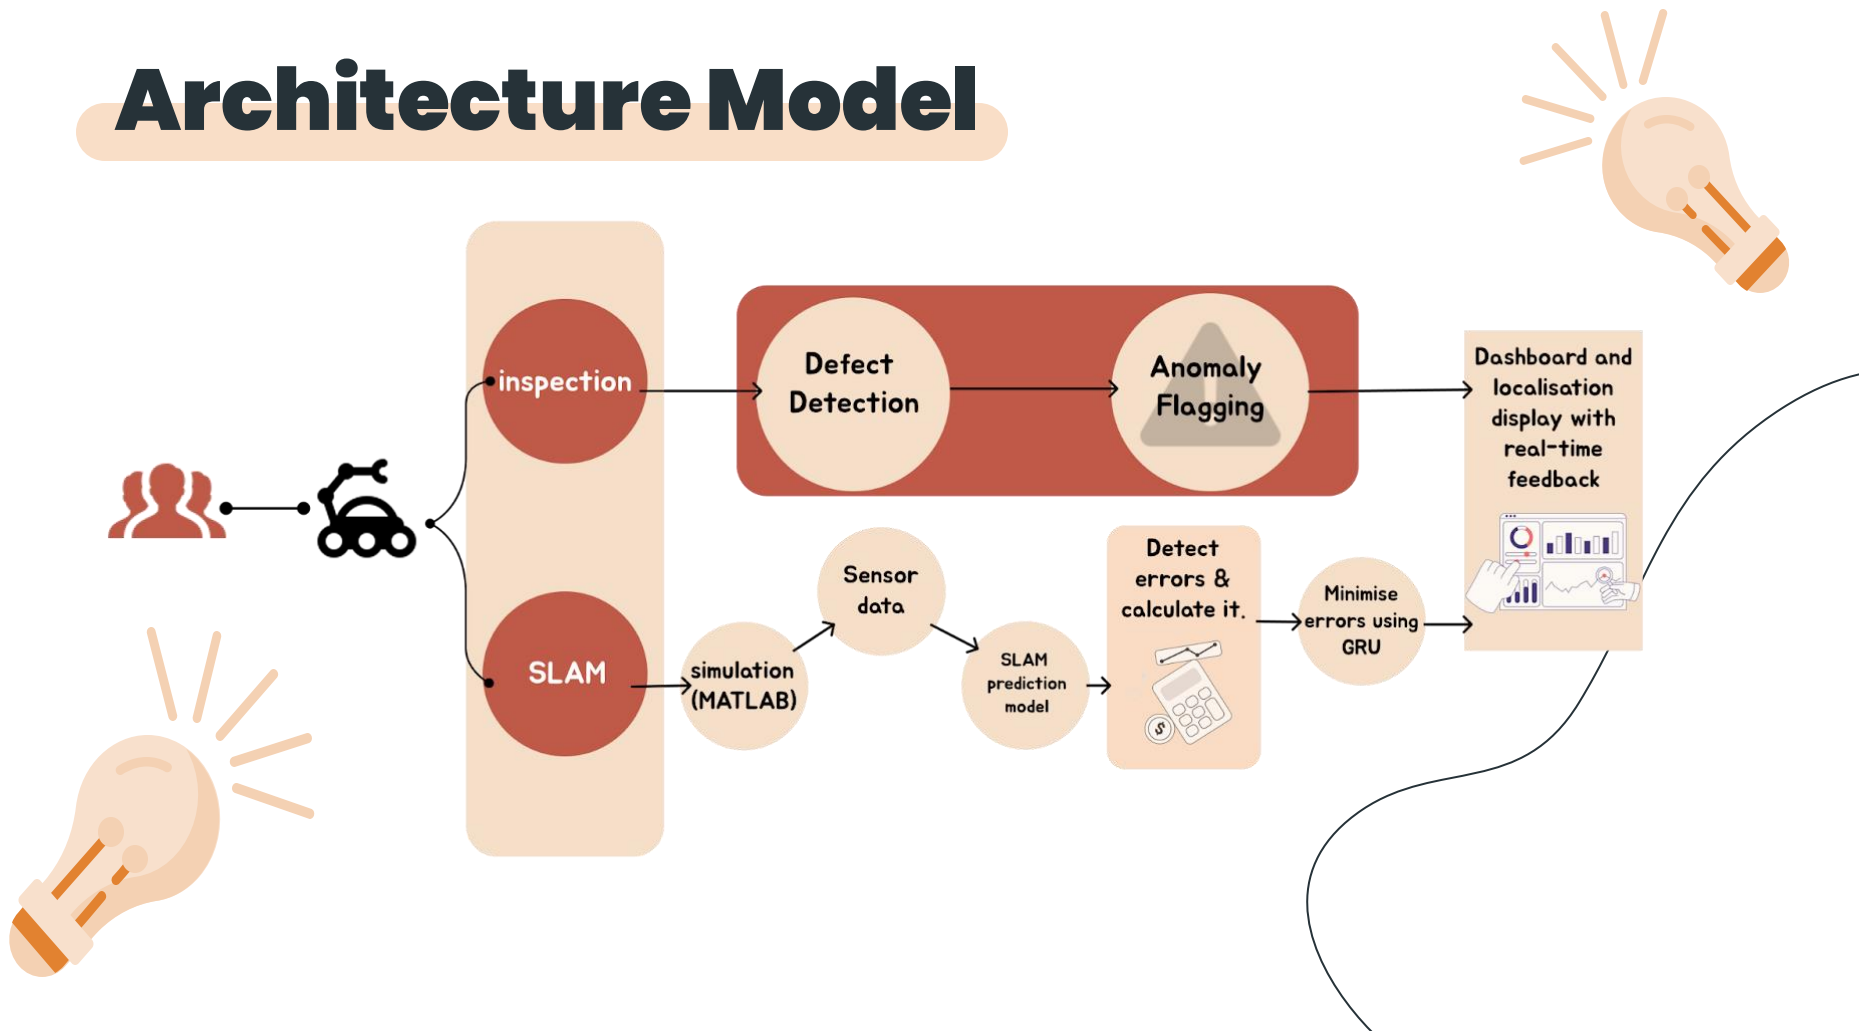 Architecture Model
inspection
Defect
Detection
Anomaly
Flagging
Dashboard and
localisation
display with
real-time
feedback
SLAM
simulation
(MATLAB)
Sensor
data
SLAM
prediction
model
Detect
errors &
calculate it.
$
Minimise
errors using
GRU